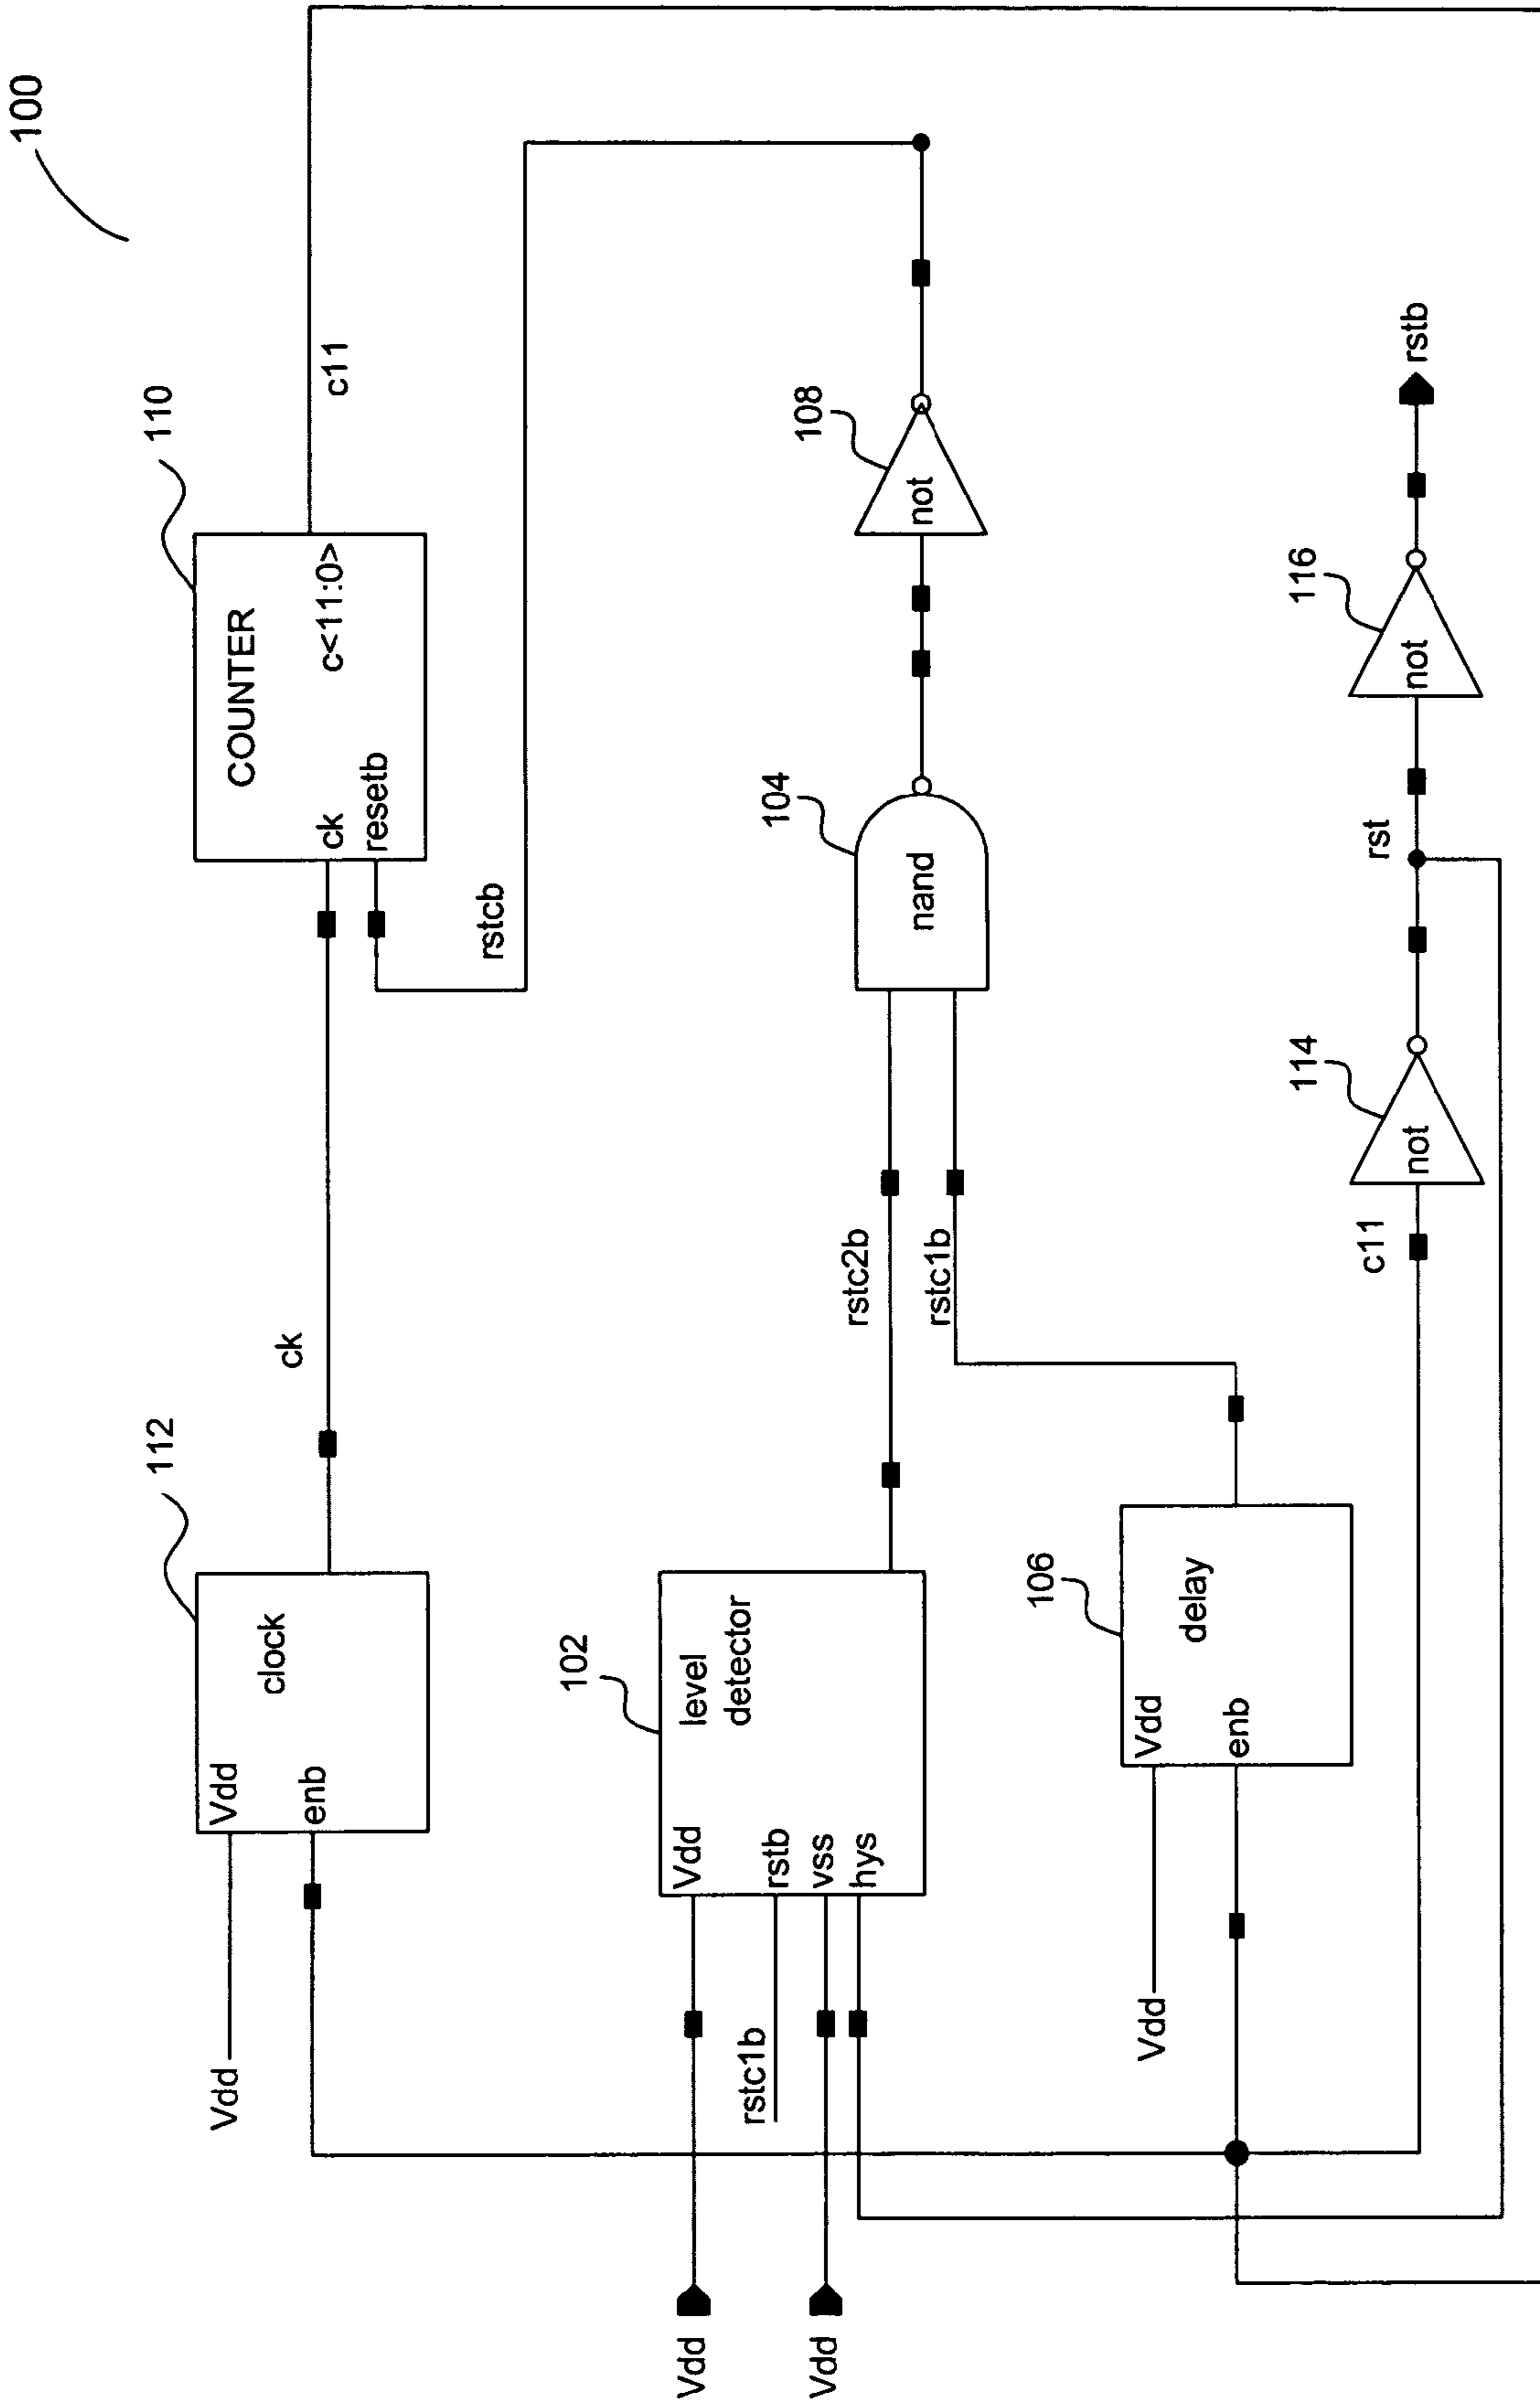 100
112
Vdd
Vdd
clock
enb
ck
110
COUNTER
ck
c<11:0>
resetb
c11
rstcb
102
Vdd
Vdd
level
detector
rstc1b
rstb
Vdd
vss
hys
rstc2b
rstc1b
104
nand
108
not
106
Vdd
Vdd
delay
enb
c11
114
not
rst
116
not
rstb